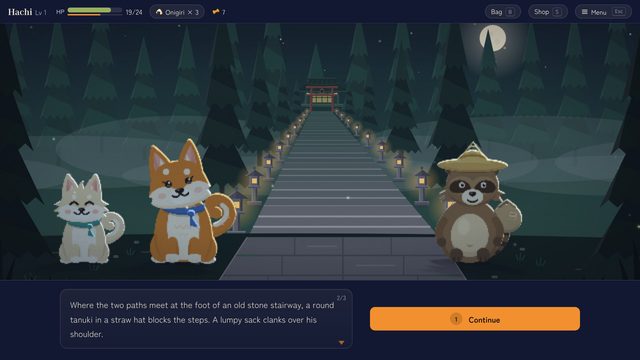 Hachi Lv 1 HP 19/24 Onigiri × 3 7 Bag B Shop S Menu Esc
2/3
Where the two paths meet at the foot of an old stone stairway, a round
tanuki in a straw hat blocks the steps. A lumpy sack clanks over his
shoulder.
1 Continue